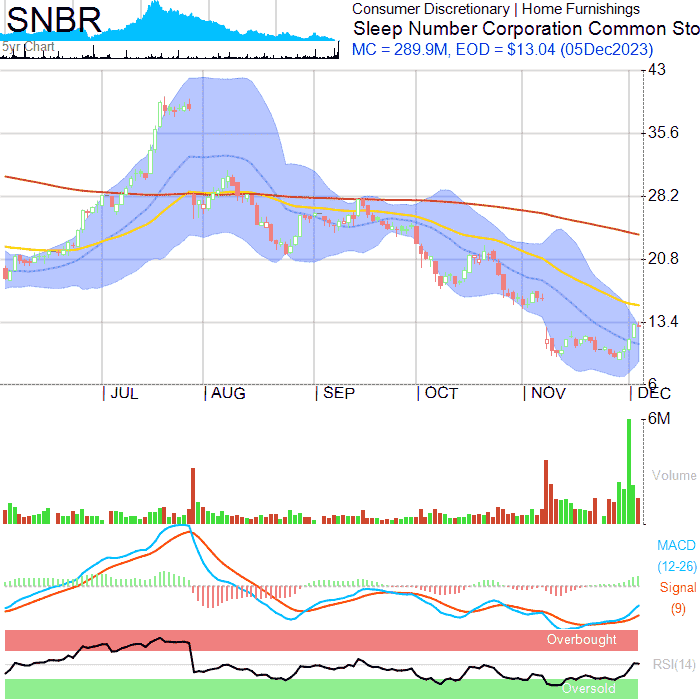 SNBR
5yr Chart
Consumer Discretionary | Home Furnishings
Sleep Number Corporation Common Sto
MC = 289.9M, EOD = $13.04 (05Dec2023)
43
35.6
28.2
20.8
13.4
6
JUL
AUG
SEP
OCT
NOV
DEC
6M
Volume
MACD
(12-26)
Signal
(9)
Overbought
RSI(14)
Oversold